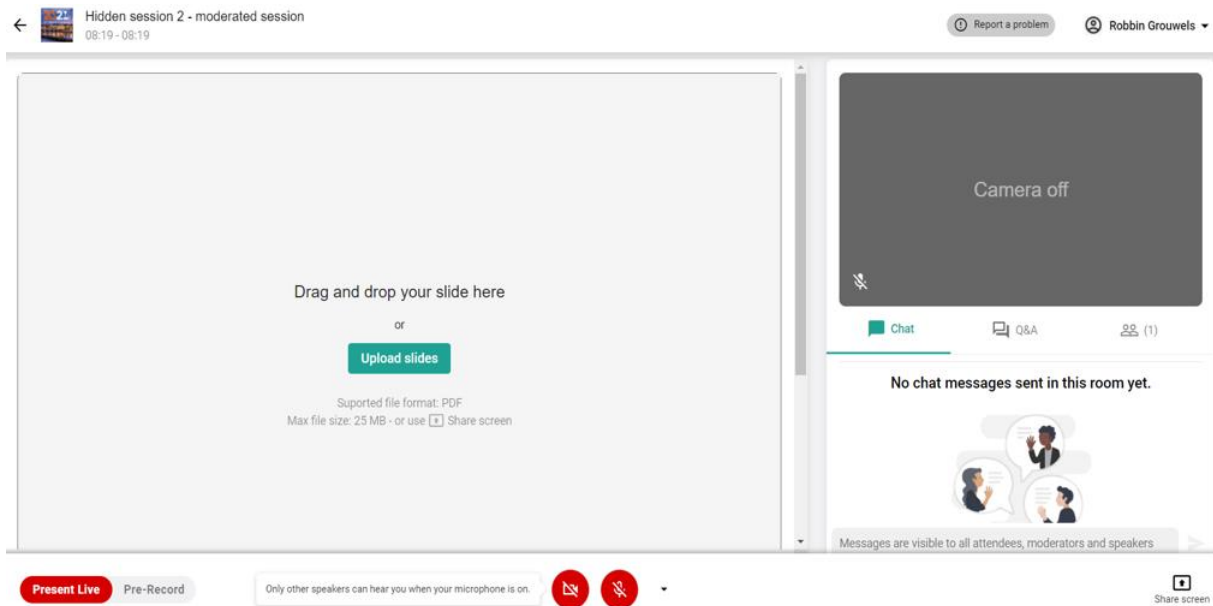 21
Hidden session 2 - moderated session
08:19 - 08:19
Report a problem
Robbin Grouwels
Drag and drop your slide here
or
Upload slides
Suported file format: PDF
Max file size: 25 MB - or use Share screen
Camera off
Chat
Q&A
(1)
No chat messages sent in this room yet.
Messages are visible to all attendees, moderators and speakers
Present Live
Pre-Record
Only other speakers can hear you when your microphone is on.
Share screen